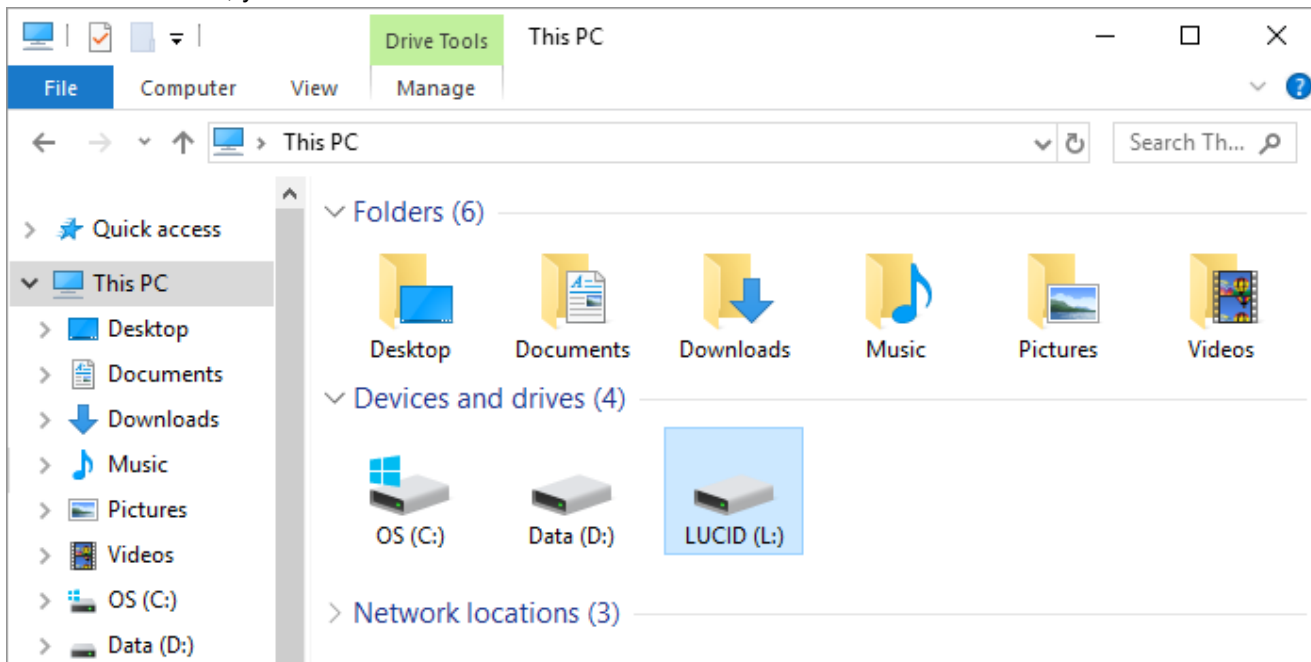 Drive Tools This PC
File Computer View Manage
This PC Search Th...
Quick access
This PC
Desktop
Documents
Downloads
Music
Pictures
Videos
OS (C:)
Data (D:)
Folders (6)
Desktop Documents Downloads Music Pictures Videos
Devices and drives (4)
OS (C:) Data (D:) LUCID (L:)
Network locations (3)